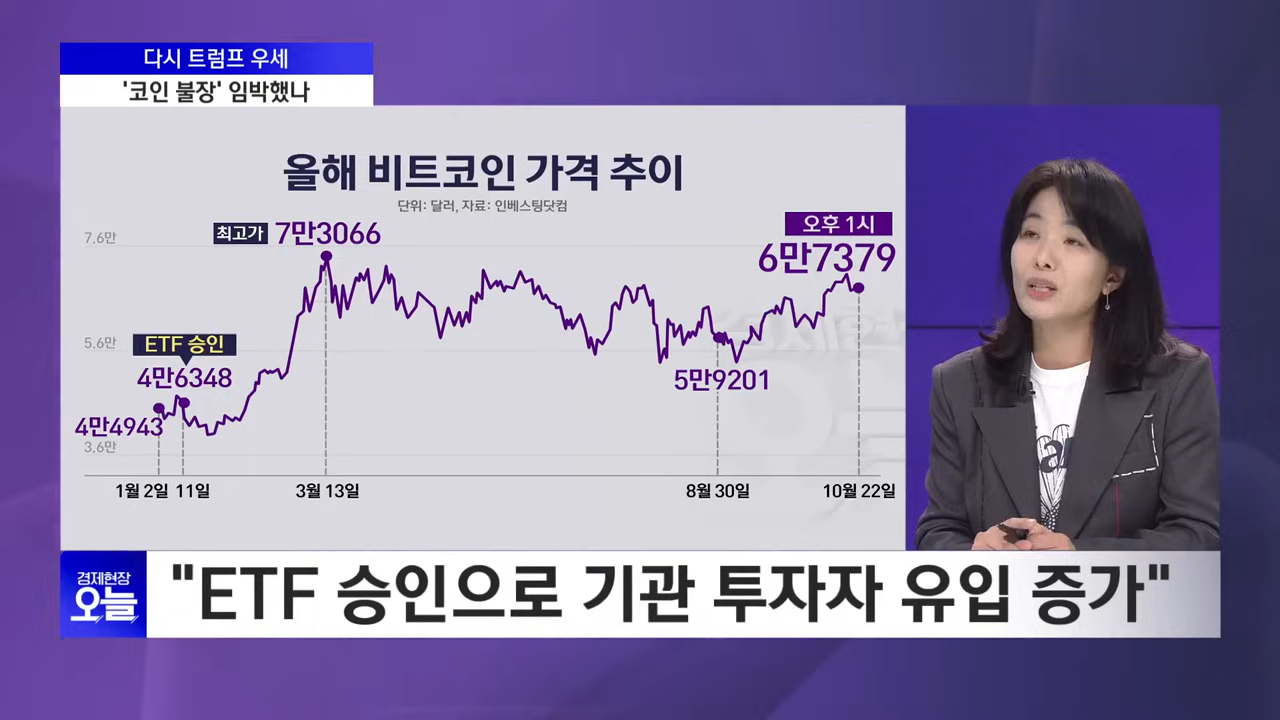 다시 트럼프 우세
'코인 불장' 임박했나
올해 비트코인 가격 추이
단위: 달러, 자료: 인베스팅닷컴
7.6만
최고가 7만3066
오후 1시
6만7379
5.6만
ETF 승인
4만6348
4만4943
5만9201
3.6만
1월 2일 11일 3월 13일 8월 30일 10월 22일
경제현장
오늘
"ETF 승인으로 기관 투자자 유입 증가"